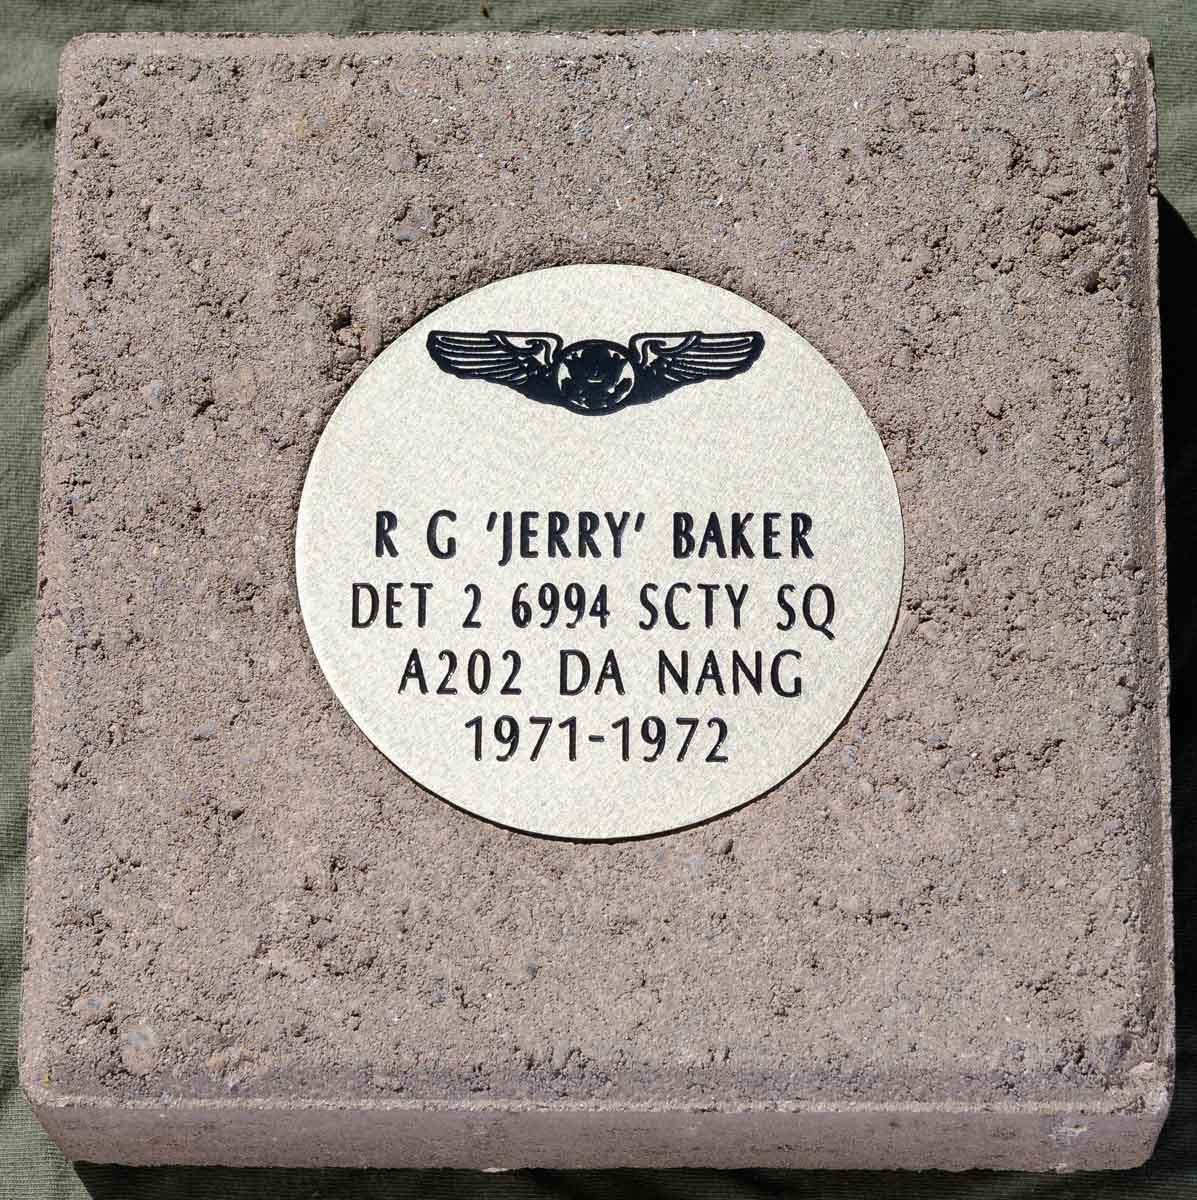 R G 'JERRY' BAKER
DET 2 6994 SCTY SQ
A202 DA NANG
1971-1972